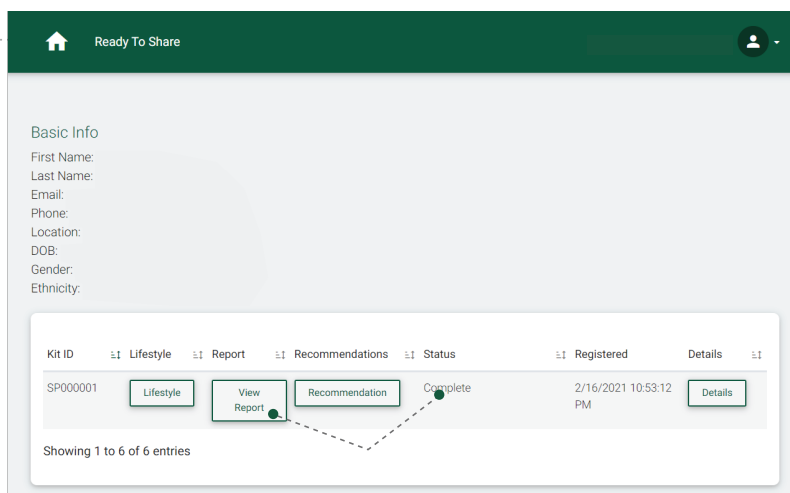 Ready To Share
Basic Info
First Name:
Last Name:
Email:
Phone:
Location:
DOB:
Gender:
Ethnicity:
Kit ID Lifestyle Report Recommendations Status Registered Details
SP000001 Lifestyle View Recommendation Complete 2/16/2021 10:53:12 Details
Report PM
Showing 1 to 6 of 6 entries